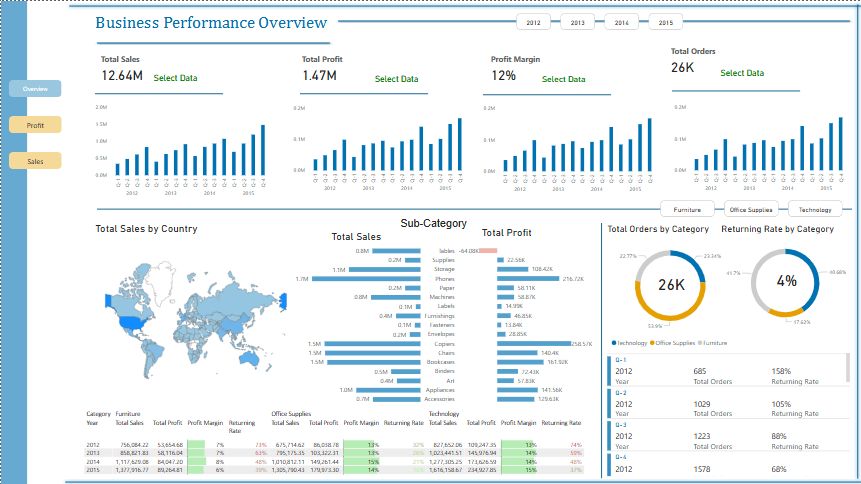 Business Performance Overview
2012 2013 2014 2015
Overview
Profit
Sales
Total Sales
12.64M Select Data
2.0M
1.5M
1.0M
0.5M
0.0M
2012 2013 2014 2015
Total Profit
1.47M Select Data
0.2M
0.1M
0.0M
2012 2013 2014 2015
Profit Margin
12% Select Data
0.2M
0.1M
0.0M
2012 2013 2014 2015
Total Orders
26K Select Data
0.2M
0.1M
0.0M
2012 2013 2014 2015
Furniture Office Supplies Technology
Total Sales by Country
Sub-Category
Total Sales Total Profit
0.8M Tables -64.08K
0.2M Supplies 22.56K
1.1M Storage 108.42K
1.7M Phones 216.72K
0.2M Paper 58.11K
0.8M Machines 58.87K
0.1M Labels 14.99K
0.4M Furnishings 46.85K
0.1M Fasteners 13.84K
0.2M Envelopes 28.85K
1.5M Copiers 258.57K
1.5M Chairs 140.4K
1.5M Bookcases 161.92K
0.5M Binders 72.43K
0.4M Art 57.83K
1.0M Appliances 141.56K
0.7M Accessories 129.63K
Total Orders by Category
22.77% 23.34%
26K
53.9%
Returning Rate by Category
41.7% 40.68%
4%
17.62%
Technology Office Supplies Furniture
Q-1
2012 685 158%
Year Total Orders Returning Rate
Q-2
2012 1029 105%
Year Total Orders Returning Rate
Q-3
2012 1223 88%
Year Total Orders Returning Rate
Q-4
2012 1578 68%
Category Furniture Office Supplies Technology
Year Total Sales Total Profit Profit Margin Returning Rate Total Sales Total Profit Profit Margin Returning Rate Total Sales Total Profit Profit Margin Returning Rate
2012 756,084.22 53,654.68 7% 73% 675,714.62 86,038.78 13% 827,652.06 109,247.35 13% 74%
2013 858,821.83 58,116.04 7% 63% 795,175.35 103,322.31 13% 1,023,441.51 145,976.94 14% 59%
2014 1,117,629.08 84,047.20 8% 48% 1,010,812.11 149,261.44 15% 1,277,305.25 173,626.59 14% 48%
2015 1,377,916.77 89,264.81 6% 1,305,790.43 179,973.30 14% 1,616,158.67 234,927.85 15% 37%